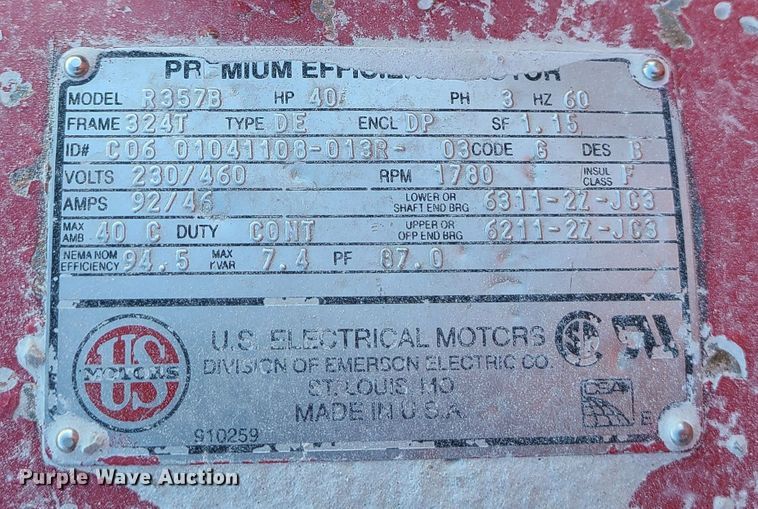 PREMIUM EFFICIENCY MOTOR
MODEL R357B HP 40 PH 3 HZ 60
FRAME 324T TYPE DE ENCL DP SF 1.15
ID# C06 01041108-013R- 03 CODE G DES B
VOLTS 230/460 RPM 1780 INSUL CLASS F
AMPS 92/46 LOWER OR SHAFT END BRG 6311-2Z-JC3
MAX AMB 40 C DUTY CONT UPPER OR OPP END BRG 6211-2Z-JC3
NEMA NOM EFFICIENCY 94.5 MAX KVAR 7.4 PF 87.0
US MOTORS
U.S. ELECTRICAL MOTORS
DIVISION OF EMERSON ELECTRIC CO.
ST. LOUIS, MO
MADE IN U.S.A.
910259
CEA
E
Purple Wave Auction